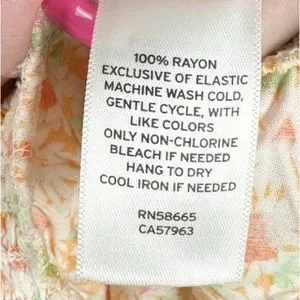 100% RAYON
EXCLUSIVE OF ELASTIC
MACHINE WASH COLD,
GENTLE CYCLE, WITH
LIKE COLORS
ONLY NON-CHLORINE
BLEACH IF NEEDED
HANG TO DRY
COOL IRON IF NEEDED
RN58665
CA57963